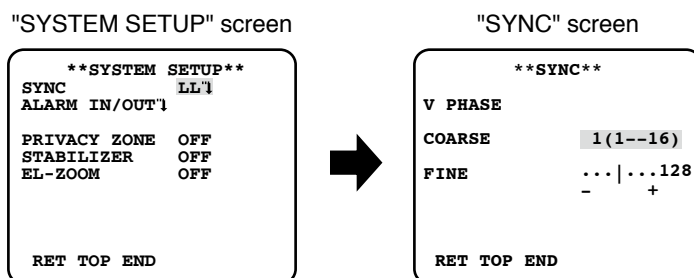 "SYSTEM SETUP" screen
**SYSTEM SETUP**
SYNC LL↴
ALARM IN/OUT↴
PRIVACY ZONE OFF
STABILIZER OFF
EL-ZOOM OFF
RET TOP END
"SYNC" screen
**SYNC**
V PHASE
COARSE 1(1--16)
FINE ...|...128
- +
RET TOP END